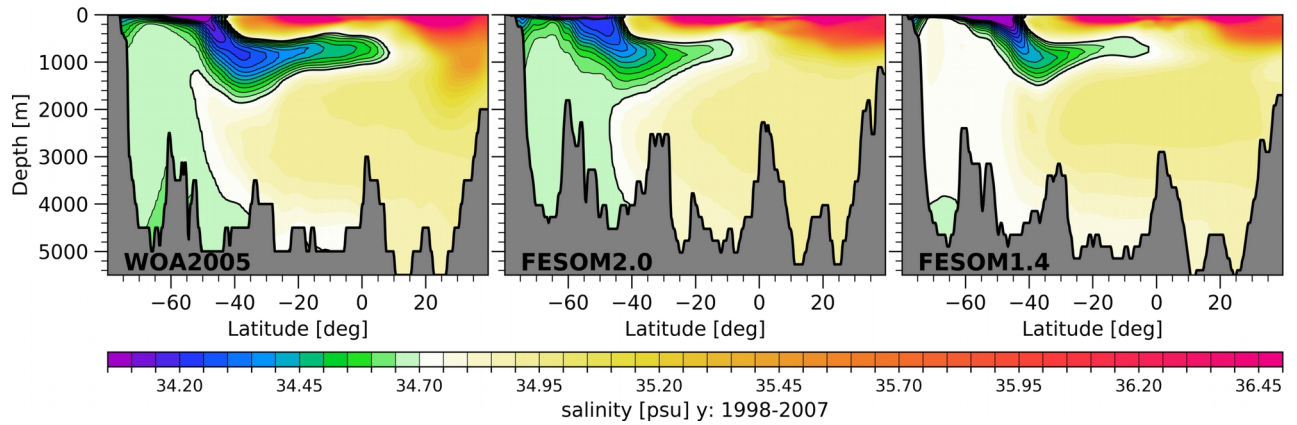 0
1000
2000
3000
4000
5000
Depth [m]
WOA2005
FESOM2.0
FESOM1.4
−60 −40 −20 0 20
−60 −40 −20 0 20
−60 −40 −20 0 20
Latitude [deg]
Latitude [deg]
Latitude [deg]
34.20 34.45 34.70 34.95 35.20 35.45 35.70 35.95 36.20 36.45
salinity [psu] y: 1998-2007